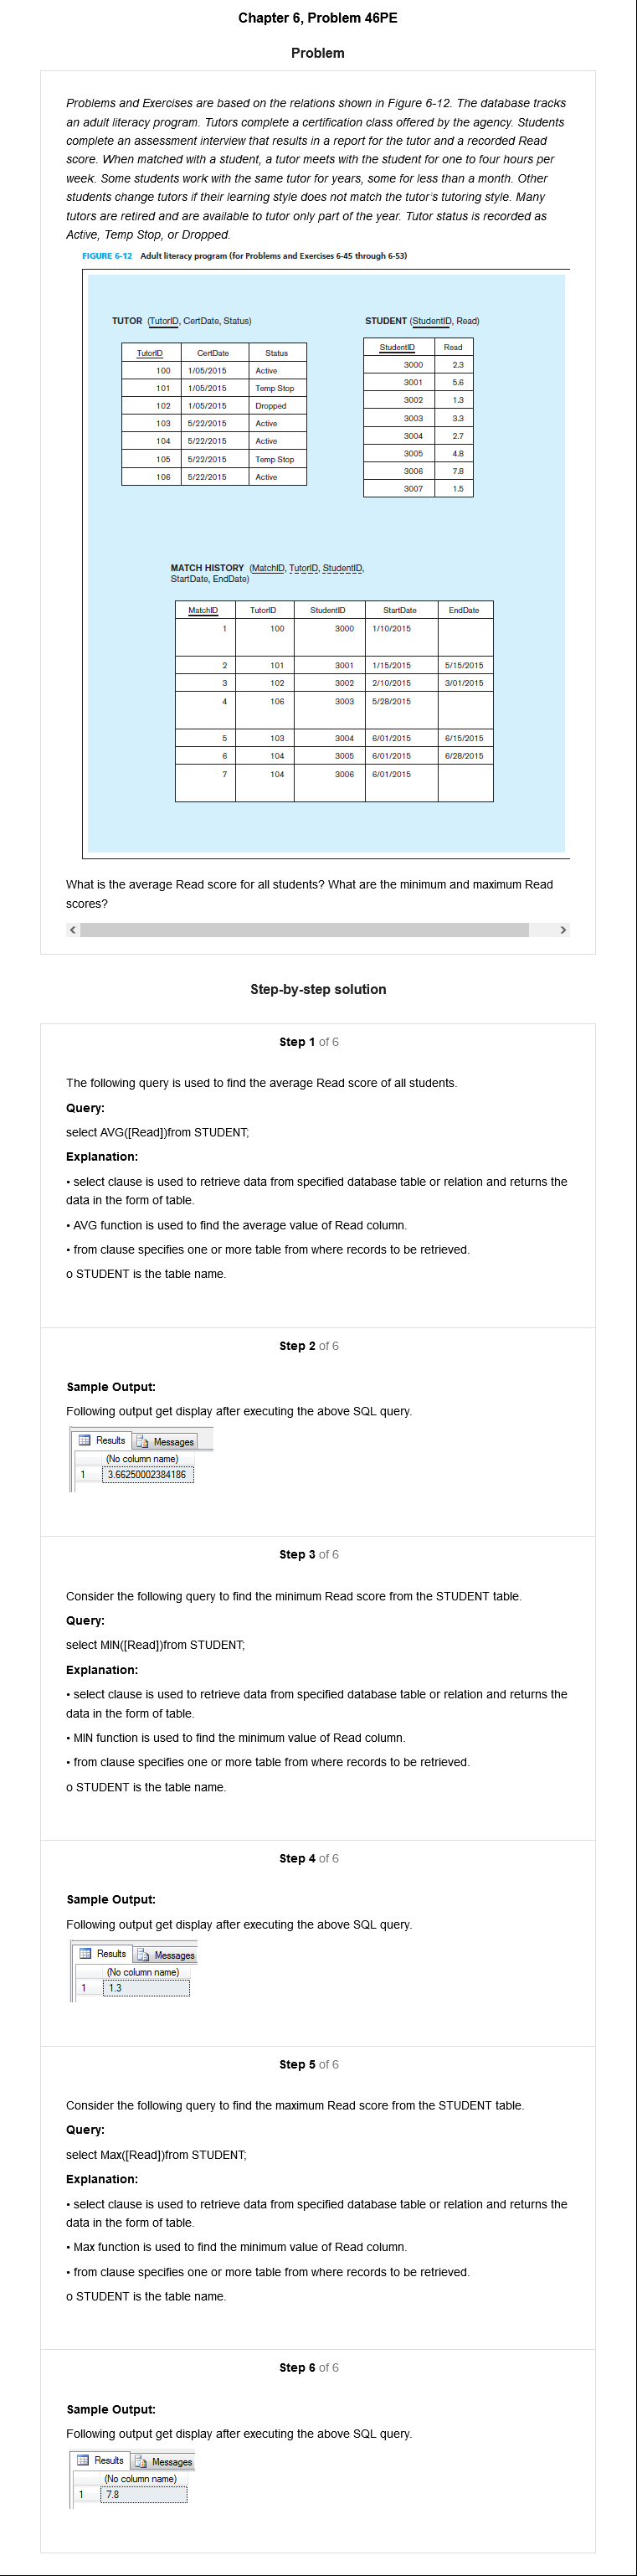 Chapter 6, Problem 46PE
Problem
Problems and Exercises are based on the relations shown in Figure 6-12. The database tracks
an adult literacy program. Tutors complete a certification class offered by the agency. Students
complete an assessment interview that results in a report for the tutor and a recorded Read
score. When matched with a student, a tutor meets with the student for one to four hours per
week. Some students work with the same tutor for years, some for less than a month. Other
students change tutors if their learning style does not match the tutor's tutoring style. Many
tutors are retired and are available to tutor only part of the year. Tutor status is recorded as
Active, Temp Stop, or Dropped.
FIGURE 6-12 Adult literacy program (for Problems and Exercises 6-45 through 6-53)
TUTOR (TutorID, CertDate, Status)
TutorID CertDate Status
100 1/05/2015 Active
101 1/05/2015 Temp Stop
102 1/05/2015 Dropped
103 5/22/2015 Active
104 5/22/2015 Active
105 5/22/2015 Temp Stop
106 5/22/2015 Active
STUDENT (StudentID, Read)
StudentID Read
3000 2.3
3001 5.6
3002 1.3
3003 3.3
3004 2.7
3005 4.8
3006 7.8
3007 1.5
MATCH HISTORY (MatchID, TutorID, StudentID,
StartDate, EndDate)
MatchID TutorID StudentID StartDate EndDate
1 100 3000 1/10/2015
2 101 3001 1/15/2015 5/15/2015
3 102 3002 2/10/2015 3/01/2015
4 106 3003 5/28/2015
5 103 3004 6/01/2015 6/15/2015
6 104 3005 6/01/2015 6/28/2015
7 104 3006 6/01/2015
What is the average Read score for all students? What are the minimum and maximum Read
scores?
Step-by-step solution
Step 1 of 6
The following query is used to find the average Read score of all students.
Query:
select AVG([Read])from STUDENT;
Explanation:
• select clause is used to retrieve data from specified database table or relation and returns the
data in the form of table.
• AVG function is used to find the average value of Read column.
• from clause specifies one or more table from where records to be retrieved.
o STUDENT is the table name.
Step 2 of 6
Sample Output:
Following output get display after executing the above SQL query.
Results Messages
(No column name)
1 3.66250002384186
Step 3 of 6
Consider the following query to find the minimum Read score from the STUDENT table.
Query:
select MIN([Read])from STUDENT;
Explanation:
• select clause is used to retrieve data from specified database table or relation and returns the
data in the form of table.
• MIN function is used to find the minimum value of Read column.
• from clause specifies one or more table from where records to be retrieved.
o STUDENT is the table name.
Step 4 of 6
Sample Output:
Following output get display after executing the above SQL query.
Results Messages
(No column name)
1 1.3
Step 5 of 6
Consider the following query to find the maximum Read score from the STUDENT table.
Query:
select Max([Read])from STUDENT;
Explanation:
• select clause is used to retrieve data from specified database table or relation and returns the
data in the form of table.
• Max function is used to find the minimum value of Read column.
• from clause specifies one or more table from where records to be retrieved.
o STUDENT is the table name.
Step 6 of 6
Sample Output:
Following output get display after executing the above SQL query.
Results Messages
(No column name)
1 7.8